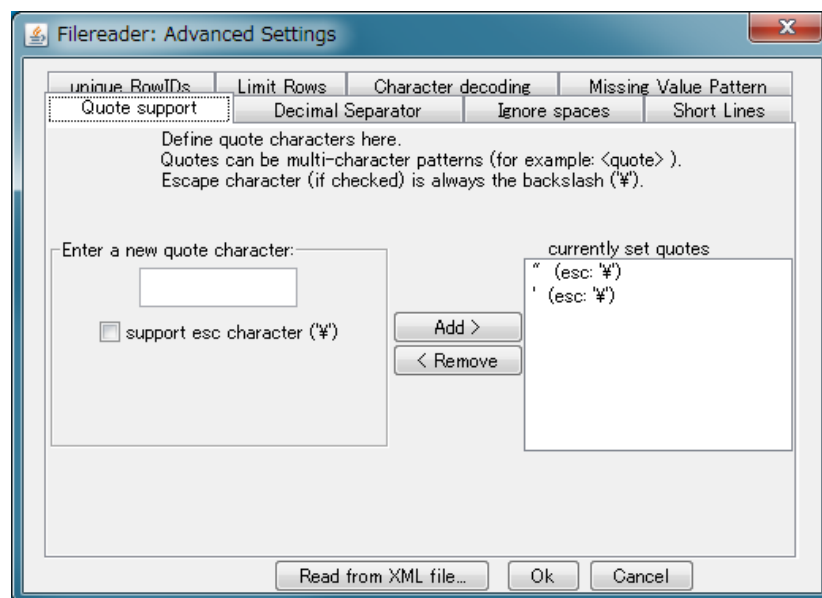 Filereader: Advanced Settings
unique RowIDs Limit Rows Character decoding Missing Value Pattern
Quote support Decimal Separator Ignore spaces Short Lines
Define quote characters here.
Quotes can be multi-character patterns (for example: <quote> ).
Escape character (if checked) is always the backslash ('¥').
Enter a new quote character:
currently set quotes
" (esc: '¥')
' (esc: '¥')
support esc character ('¥')
Add >
< Remove
Read from XML file... Ok Cancel